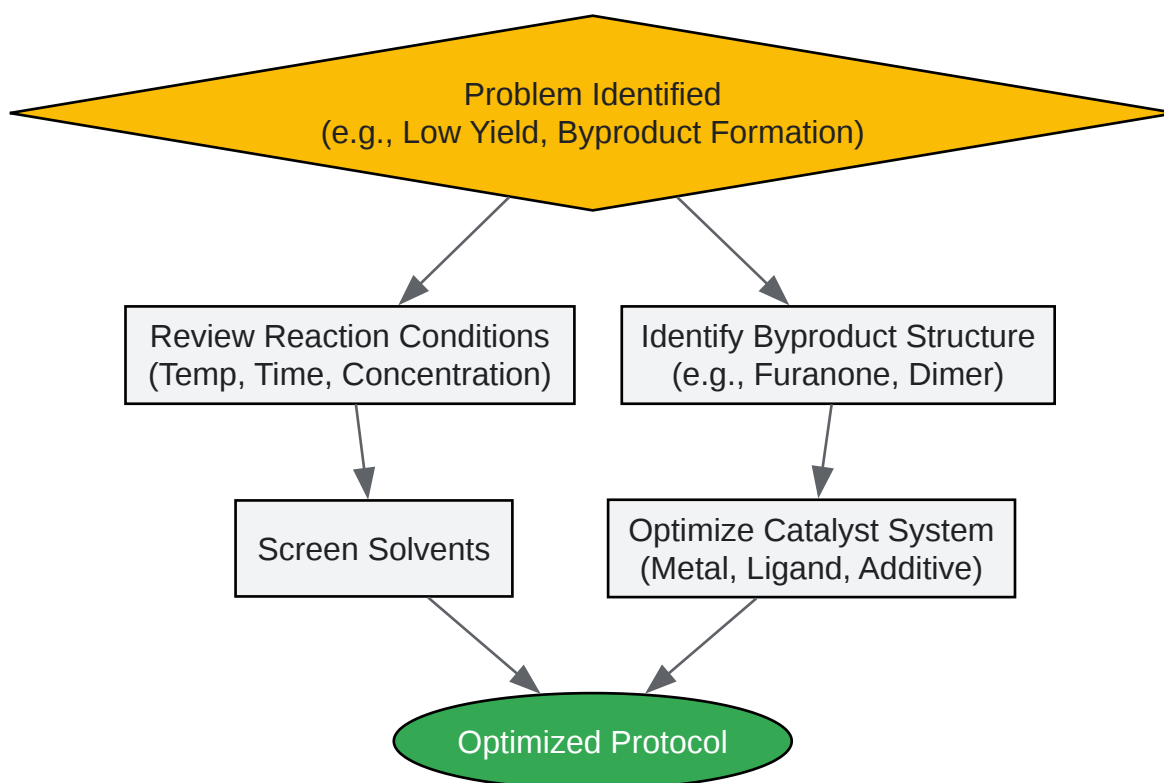 Problem Identified
(e.g., Low Yield, Byproduct Formation)
Review Reaction Conditions
(Temp, Time, Concentration)
Identify Byproduct Structure
(e.g., Furanone, Dimer)
Screen Solvents
Optimize Catalyst System
(Metal, Ligand, Additive)
Optimized Protocol